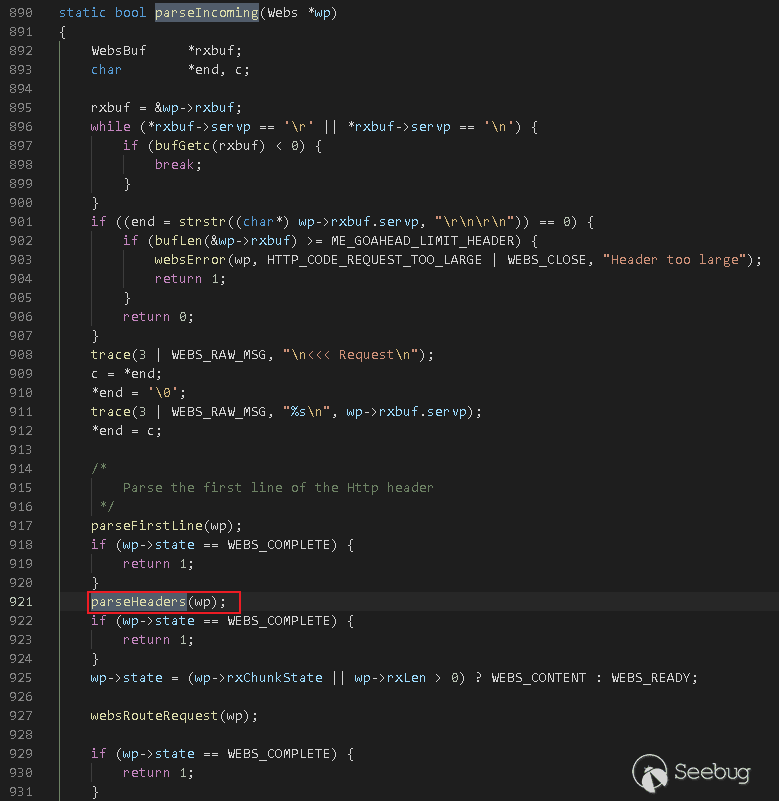 890 static bool parseIncoming(Webs *wp)
891 {
892     WebsBuf     *rxbuf;
893     char        *end, c;
894
895     rxbuf = &wp->rxbuf;
896     while (*rxbuf->servp == '\r' || *rxbuf->servp == '\n') {
897         if (bufGetc(rxbuf) < 0) {
898             break;
899         }
900     }
901     if ((end = strstr((char*) wp->rxbuf.servp, "\r\n\r\n")) == 0) {
902         if (bufLen(&wp->rxbuf) >= ME_GOAHEAD_LIMIT_HEADER) {
903             websError(wp, HTTP_CODE_REQUEST_TOO_LARGE | WEBS_CLOSE, "Header too large");
904             return 1;
905         }
906         return 0;
907     }
908     trace(3 | WEBS_RAW_MSG, "\n<<< Request\n");
909     c = *end;
910     *end = '\0';
911     trace(3 | WEBS_RAW_MSG, "%s\n", wp->rxbuf.servp);
912     *end = c;
913
914     /*
915         Parse the first line of the Http header
916      */
917     parseFirstLine(wp);
918     if (wp->state == WEBS_COMPLETE) {
919         return 1;
920     }
921     parseHeaders(wp);
922     if (wp->state == WEBS_COMPLETE) {
923         return 1;
924     }
925     wp->state = (wp->rxChunkState || wp->rxLen > 0) ? WEBS_CONTENT : WEBS_READY;
926
927     websRouteRequest(wp);
928
929     if (wp->state == WEBS_COMPLETE) {
930         return 1;
931     }
Seebug